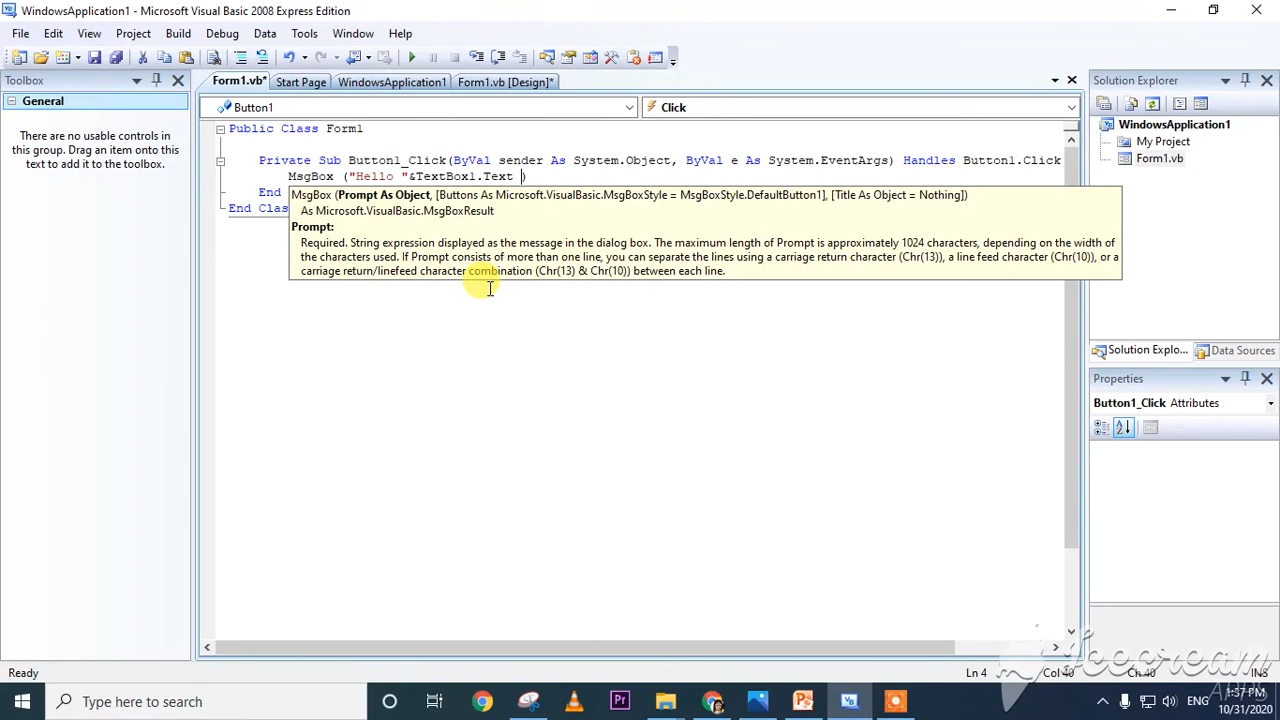 WindowsApplication1 - Microsoft Visual Basic 2008 Express Edition
File Edit View Project Build Debug Data Tools Window Help
Toolbox
General
There are no usable controls in
this group. Drag an item onto this
text to add it to the toolbox.
Form1.vb* Start Page WindowsApplication1 Form1.vb [Design]*
Button1 Click
Public Class Form1
Private Sub Button1_Click(ByVal sender As System.Object, ByVal e As System.EventArgs) Handles Button1.Click
MsgBox ("Hello "&TextBox1.Text )
End
End Clas
MsgBox (Prompt As Object, [Buttons As Microsoft.VisualBasic.MsgBoxStyle = MsgBoxStyle.DefaultButton1], [Title As Object = Nothing])
As Microsoft.VisualBasic.MsgBoxResult
Prompt:
Required. String expression displayed as the message in the dialog box. The maximum length of Prompt is approximately 1024 characters, depending on the width of
the characters used. If Prompt consists of more than one line, you can separate the lines using a carriage return character (Chr(13)), a line feed character (Chr(10)), or a
carriage return/linefeed character combination (Chr(13) & Chr(10)) between each line.
Solution Explorer
WindowsApplication1
My Project
Form1.vb
Solution Explo... Data Sources
Properties
Button1_Click Attributes
Ready Ln 4 Col 40 Ch 40 INS
Type here to search
Pr
ENG
1:37 PM
10/31/2020